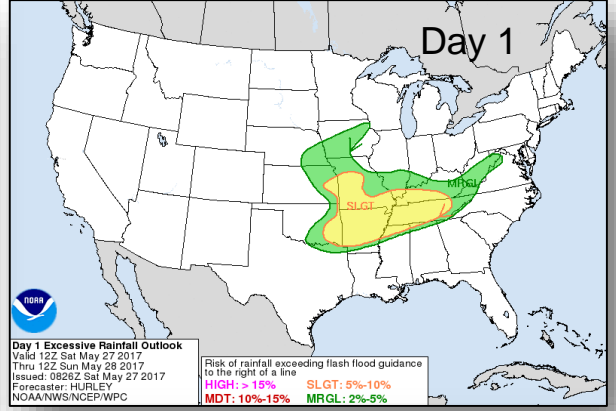 Day 1
MRGL
SLGT
NOAA
Day 1 Excessive Rainfall Outlook
Valid 12Z Sat May 27 2017
Thru 12Z Sun May 28 2017
Issued: 0826Z Sat May 27 2017
Forecaster: HURLEY
NOAA/NWS/NCEP/WPC
Risk of rainfall exceeding flash flood guidance
to the right of a line
HIGH: > 15% SLGT: 5%-10%
MDT: 10%-15% MRGL: 2%-5%